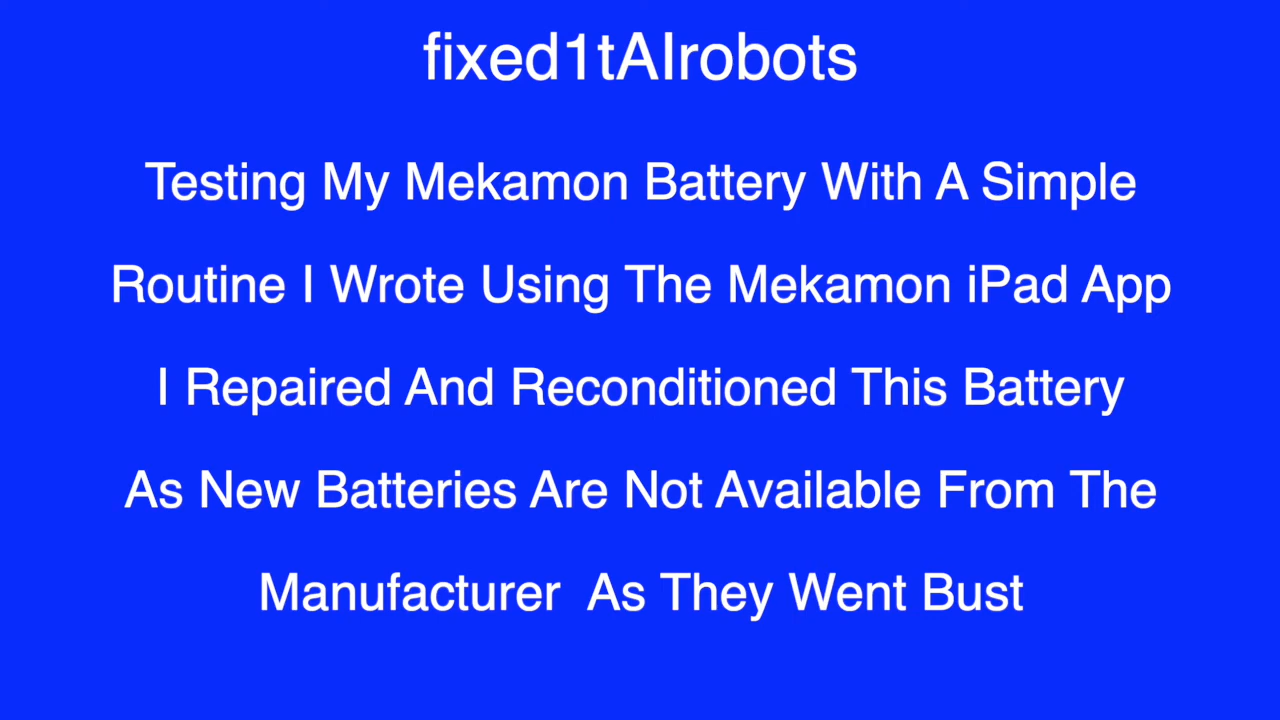 fixed1tAIrobots
Testing My Mekamon Battery With A Simple
Routine I Wrote Using The Mekamon iPad App
I Repaired And Reconditioned This Battery
As New Batteries Are Not Available From The
Manufacturer  As They Went Bust